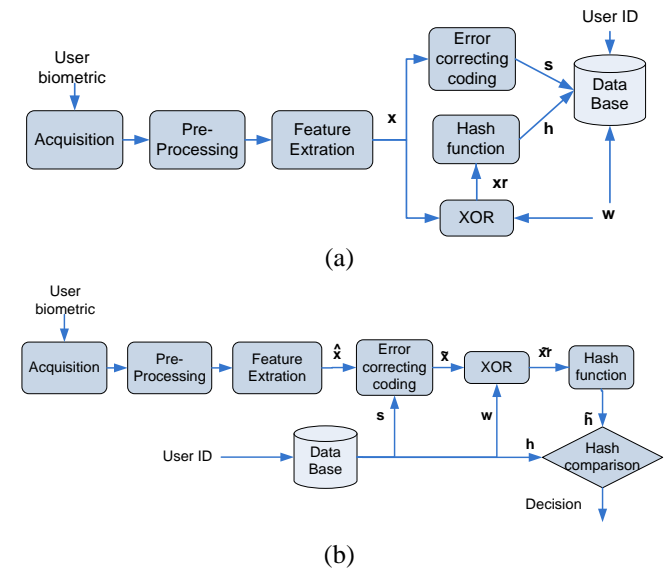 User
biometric
Acquisition
Pre-
Processing
Feature
Extration
x
Error
correcting
coding
s
User ID
Data
Base
Hash
function
h
xr
XOR
w
(a)
User
biometric
Acquisition
Pre-
Processing
Feature
Extration
x̂
Error
correcting
coding
x̃
XOR
x̃r
Hash
function
s
w
h̃
User ID
Data
Base
h
Hash
comparison
Decision
(b)